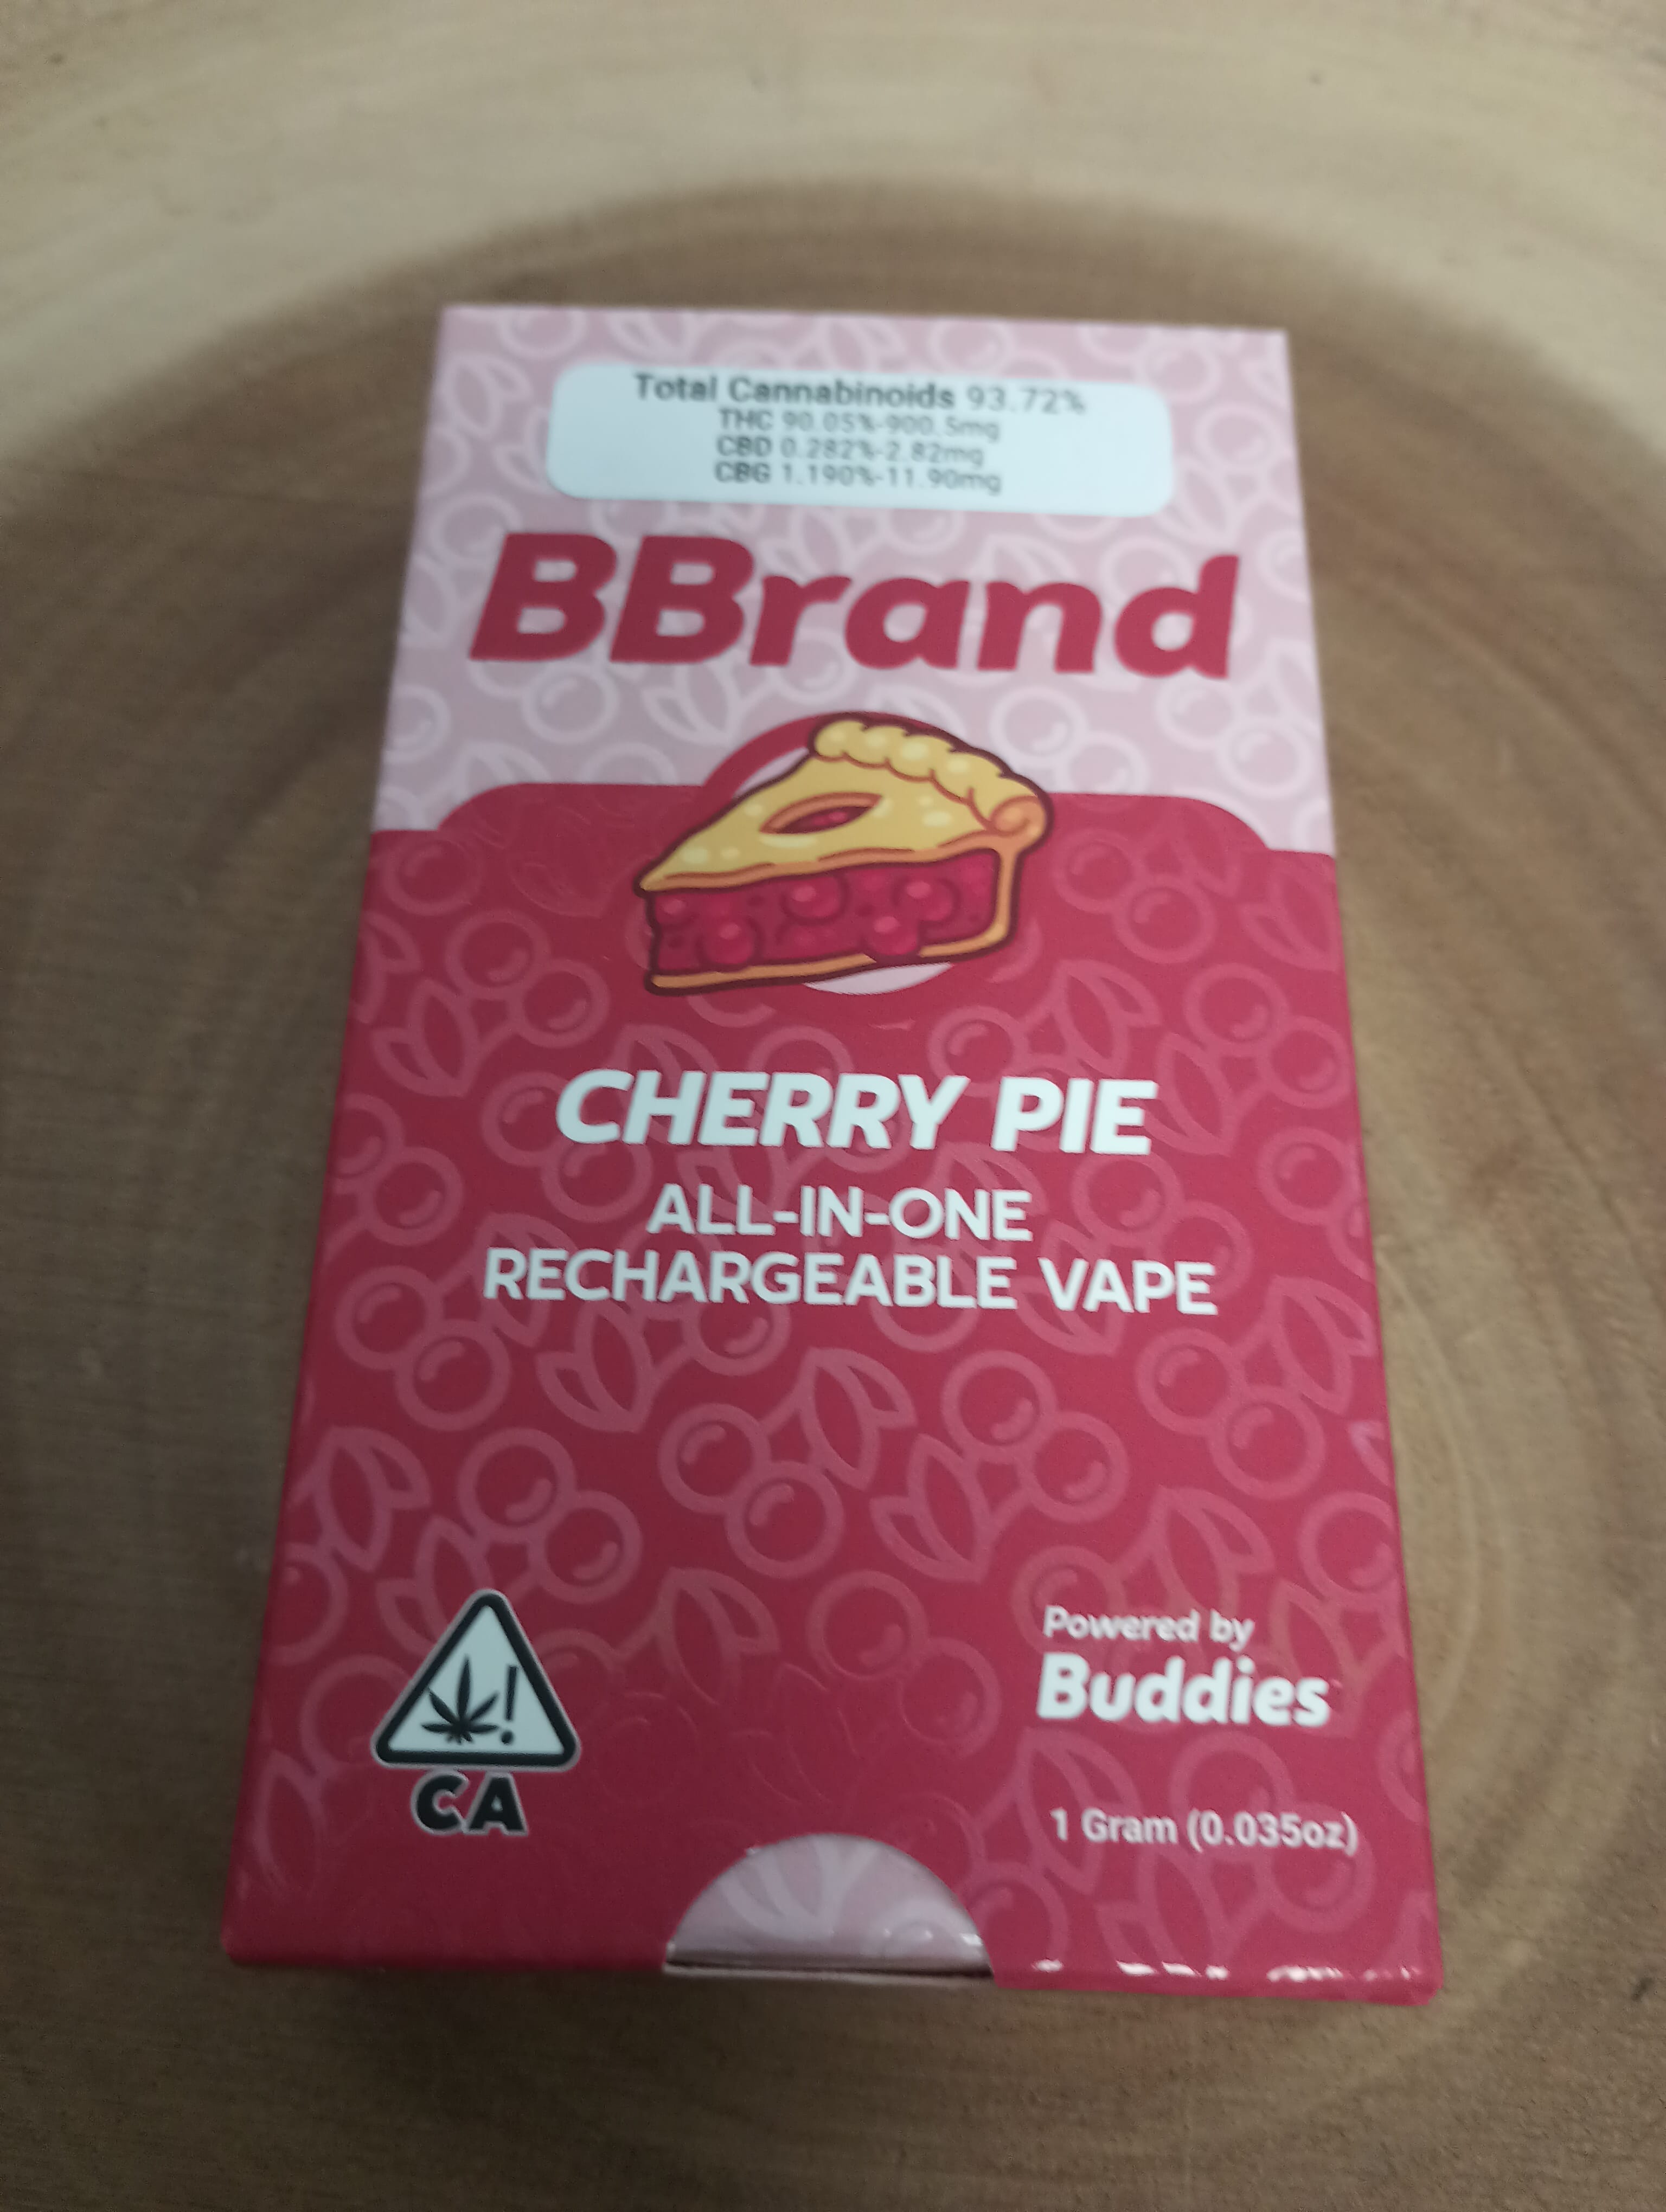 Total Cannabinoids 93.72%
THC 90.05%-900.5mg
CBD 0.282%-2.82mg
CBG 1.190%-11.90mg
BBrand
CHERRY PIE
ALL-IN-ONE
RECHARGEABLE VAPE
!
CA
Powered by
Buddies
1 Gram (0.035oz)